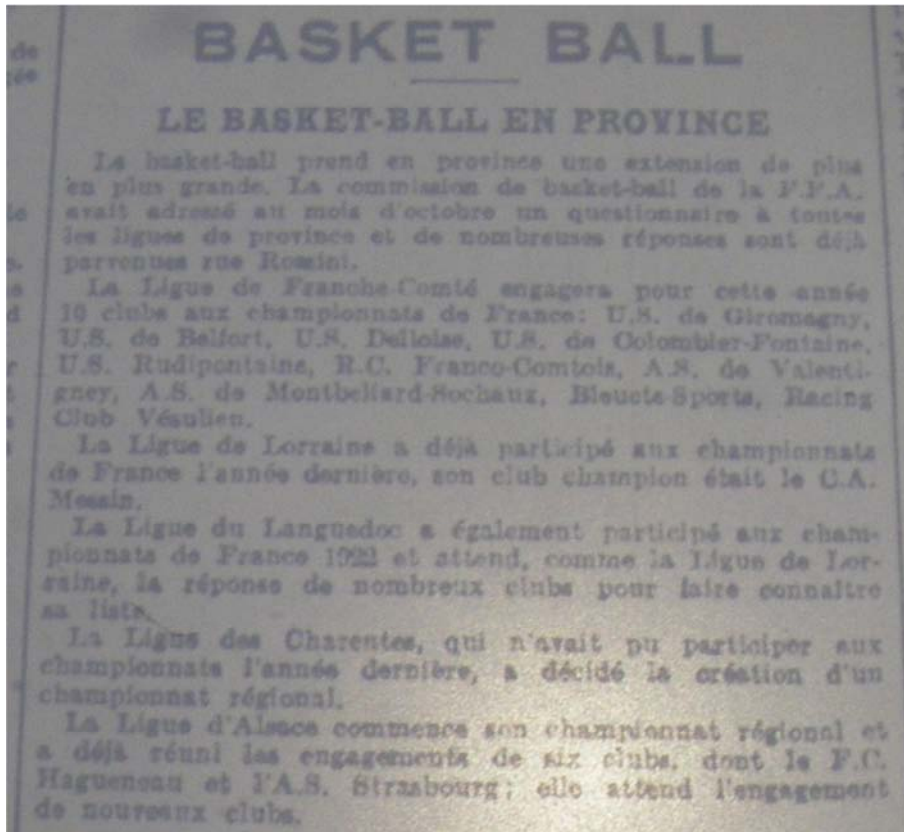 BASKET BALL
LE BASKET-BALL EN PROVINCE
Le basket-ball prend en province une extension de plus
en plus grande. La commission de basket-ball de la F.F.A.
avait adressé au mois d'octobre un questionnaire à toutes
les ligues de province et de nombreuses réponses sont déjà
parvenues rue Rossini.
La Ligue de Franche-Comté engagera pour cette année
10 clubs aux championnats de France: U.S. de Giromagny,
U.S. de Belfort, U.S. Delloise, U.S. de Colombier-Fontaine,
U.S. Rudipontaine, R.C. Franco-Comtois, A.S. de Valenti-
gney, A.S. de Montbéliard-Sochaux, Bleuets-Sports, Racing
Club Vésulien.
La Ligue de Lorraine a déjà participé aux championnats
de France l'année dernière, son club champion était le C.A.
Messin.
La Ligue du Languedoc a également participé aux cham-
pionnats de France 1922 et attend, comme la Ligue de Lor-
raine, la réponse de nombreux clubs pour faire connaître
sa liste.
La Ligue des Charentes, qui n'avait pu participer aux
championnats l'année dernière, a décidé la création d'un
championnat régional.
La Ligue d'Alsace commence son championnat régional et
a déjà réuni les engagements de six clubs, dont le F.C.
Hagueneau et l'A.S. Strasbourg; elle attend l'engagement
de nouveaux clubs.